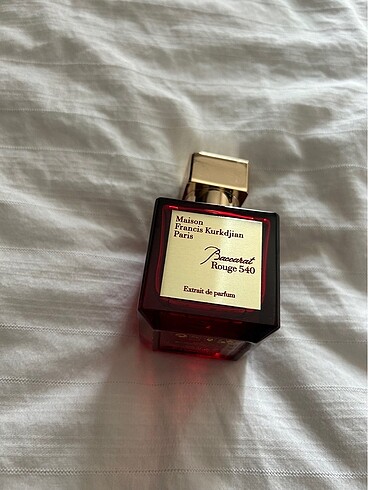 Maison
Francis Kurkdjian
Paris
Baccarat
Rouge 540
Extrait de parfum